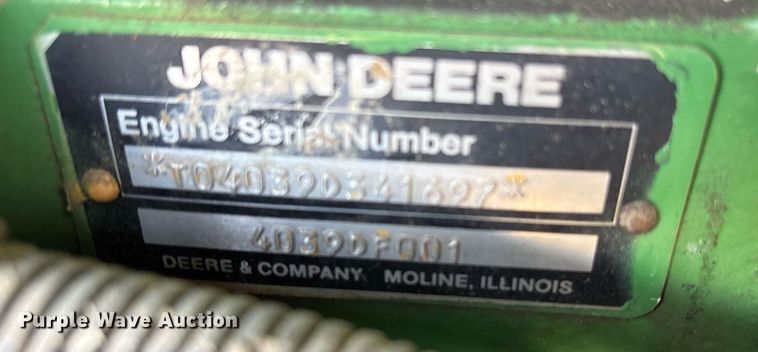 JOHN DEERE
Engine Serial Number
*T04039D341697*
4039DF001
DEERE & COMPANY MOLINE, ILLINOIS
Purple Wave Auction